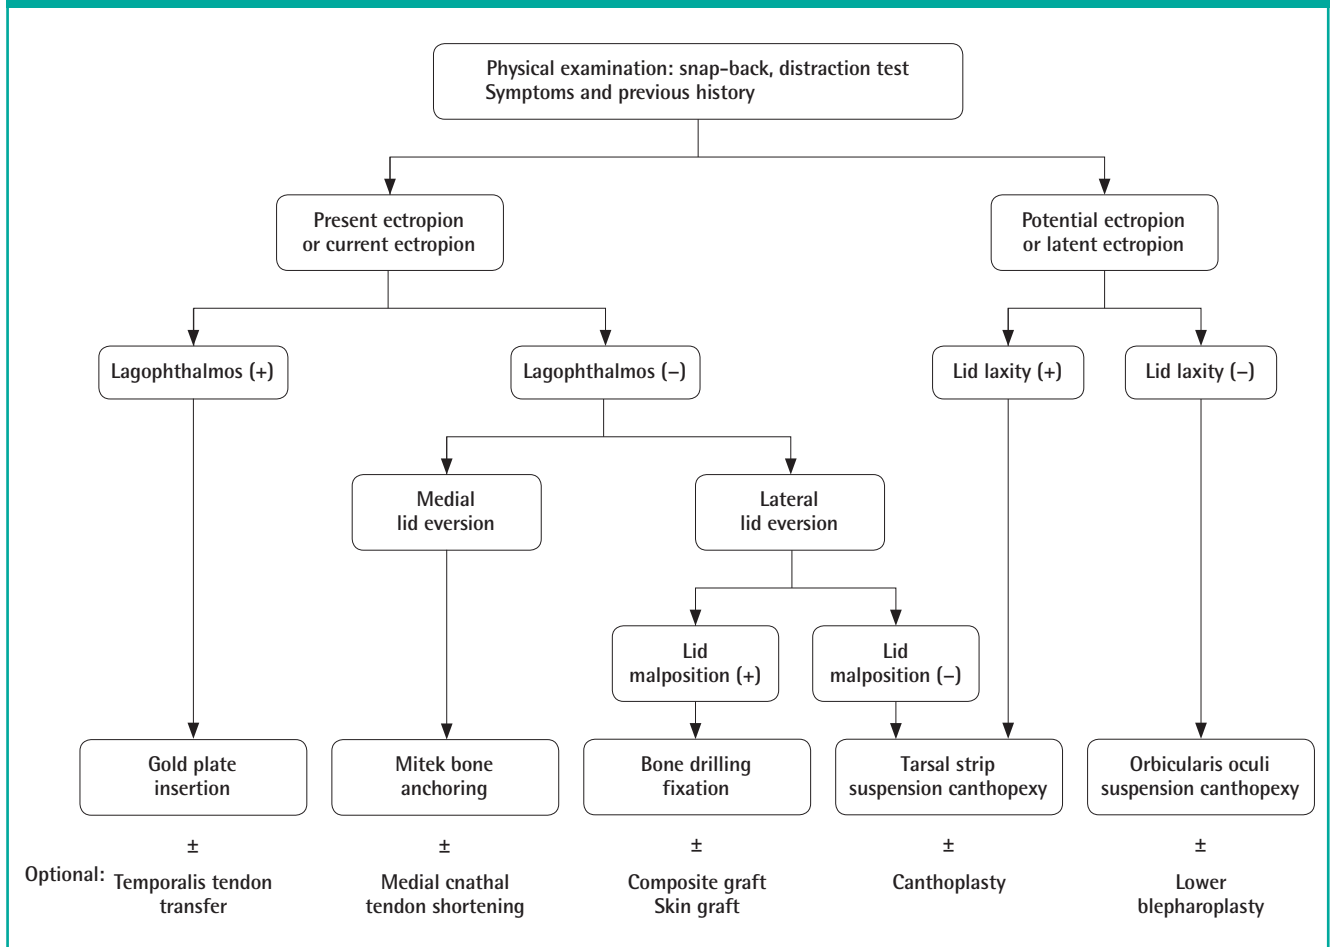 Physical examination: snap-back, distraction test
Symptoms and previous history
Present ectropion
or current ectropion
Potential ectropion
or latent ectropion
Lagophthalmos (+)
Lagophthalmos (–)
Lid laxity (+)
Lid laxity (–)
Medial
lid eversion
Lateral
lid eversion
Lid
malposition (+)
Lid
malposition (–)
Gold plate
insertion
Mitek bone
anchoring
Bone drilling
fixation
Tarsal strip
suspension canthopexy
Orbicularis oculi
suspension canthopexy
±
±
±
±
±
Optional:
Temporalis tendon
transfer
Medial cnathal
tendon shortening
Composite graft
Skin graft
Canthoplasty
Lower
blepharoplasty